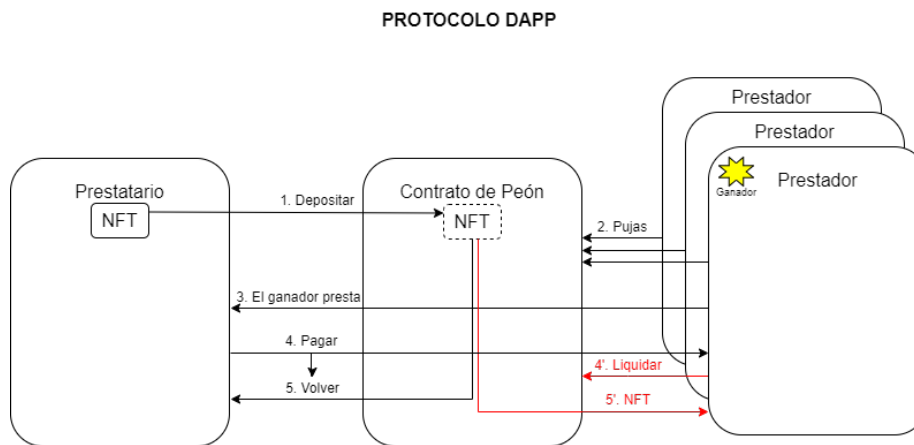 PROTOCOLO DAPP
Prestador
Prestador
Prestador
Ganador
Prestatario
NFT
Contrato de Peón
NFT
1. Depositar
2. Pujas
3. El ganador presta
4. Pagar
4'. Liquidar
5. Volver
5'. NFT